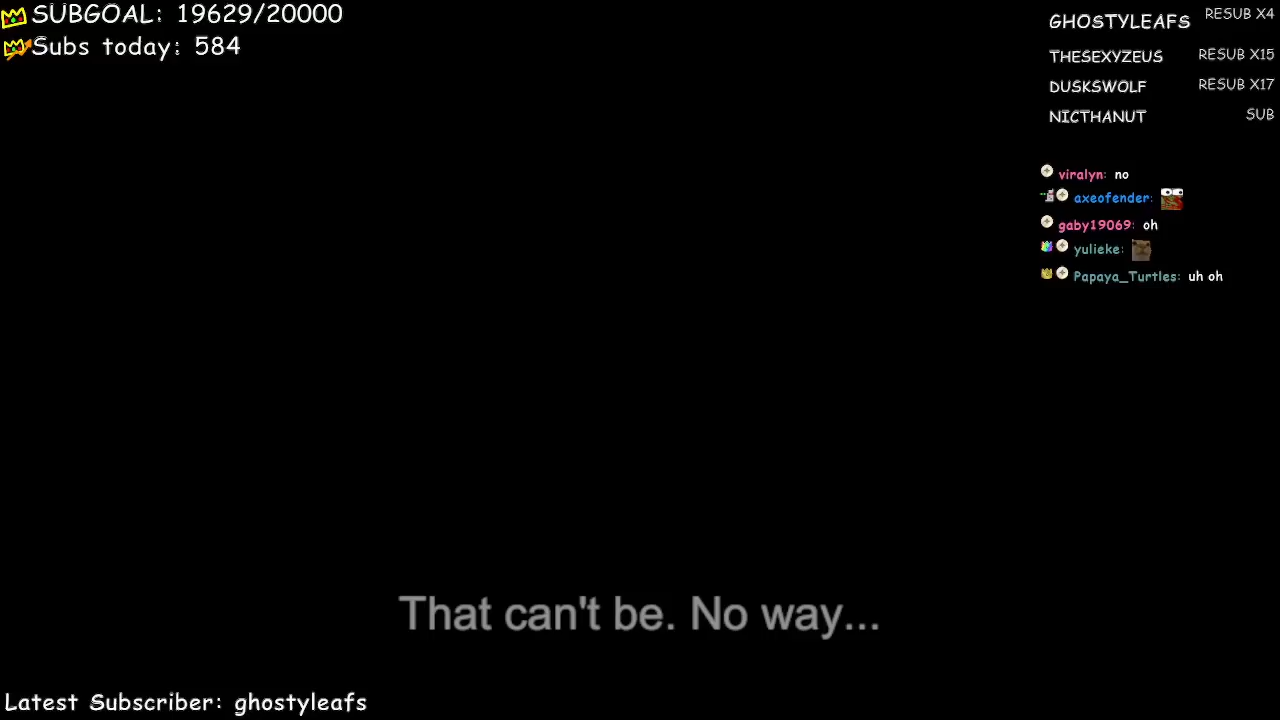 SUBGOAL: 19629/20000
Subs today: 584
GHOSTYLEAFS RESUB X4
THESEXYZEUS RESUB X15
DUSKSWOLF RESUB X17
NICTHANUT SUB
viralyn: no
axeofender:
gaby19069: oh
yulieke:
Papaya_Turtles: uh oh
That can't be. No way...
Latest Subscriber: ghostyleafs